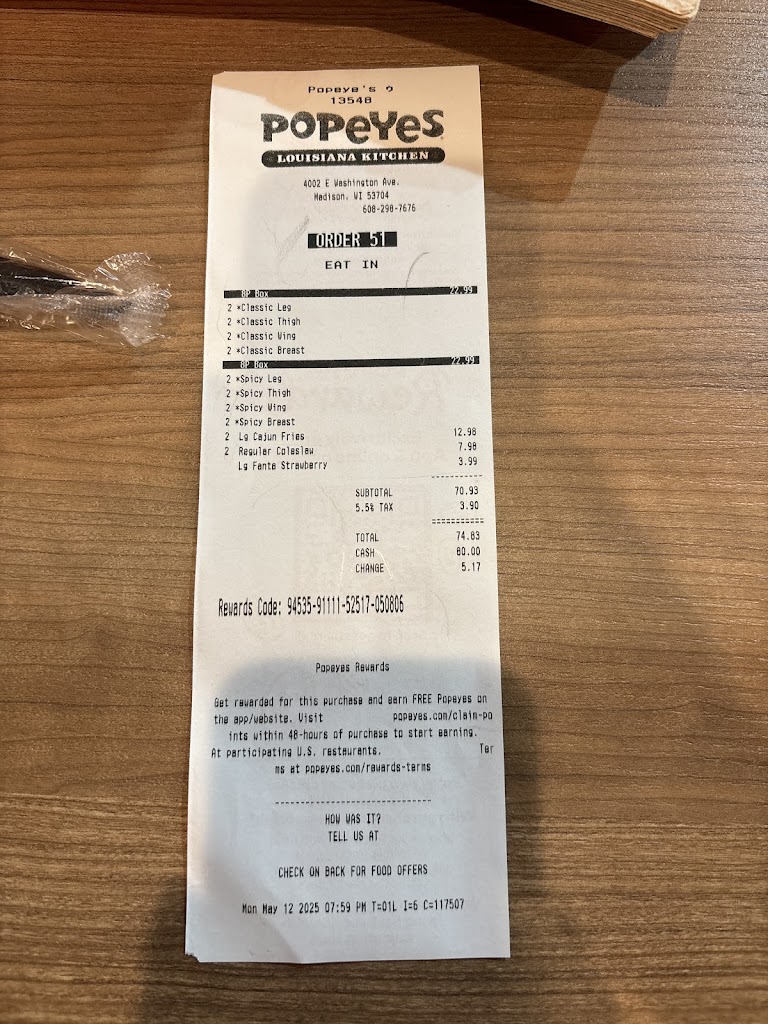 Popeye's
13548
POPEYES
LOUISIANA KITCHEN
4002 E Washington Ave.
Madison, WI 53704
608-298-7676
ORDER 51
EAT IN
8P Box 22.99
2 *Classic Leg
2 *Classic Thigh
2 *Classic Wing
2 *Classic Breast
8P Box 22.99
2 *Spicy Leg
2 *Spicy Thigh
2 *Spicy Wing
2 *Spicy Breast
2 Lg Cajun Fries 12.98
2 Regular Coleslaw 7.98
Lg Fanta Strawberry 3.99
SUBTOTAL 70.93
5.5% TAX 3.90
TOTAL 74.83
CASH 80.00
CHANGE 5.17
Rewards Code: 94535-91111-52517-050806
Popeyes Rewards
Get rewarded for this purchase and earn FREE Popeyes on
the app/website. Visit popeyes.com/claim-po
ints within 48-hours of purchase to start earning.
At participating U.S. restaurants. Ter
ms at popeyes.com/rewards-terms
HOW WAS IT?
TELL US AT
CHECK ON BACK FOR FOOD OFFERS
Mon May 12 2025 07:59 PM T=01L I=6 C=117507